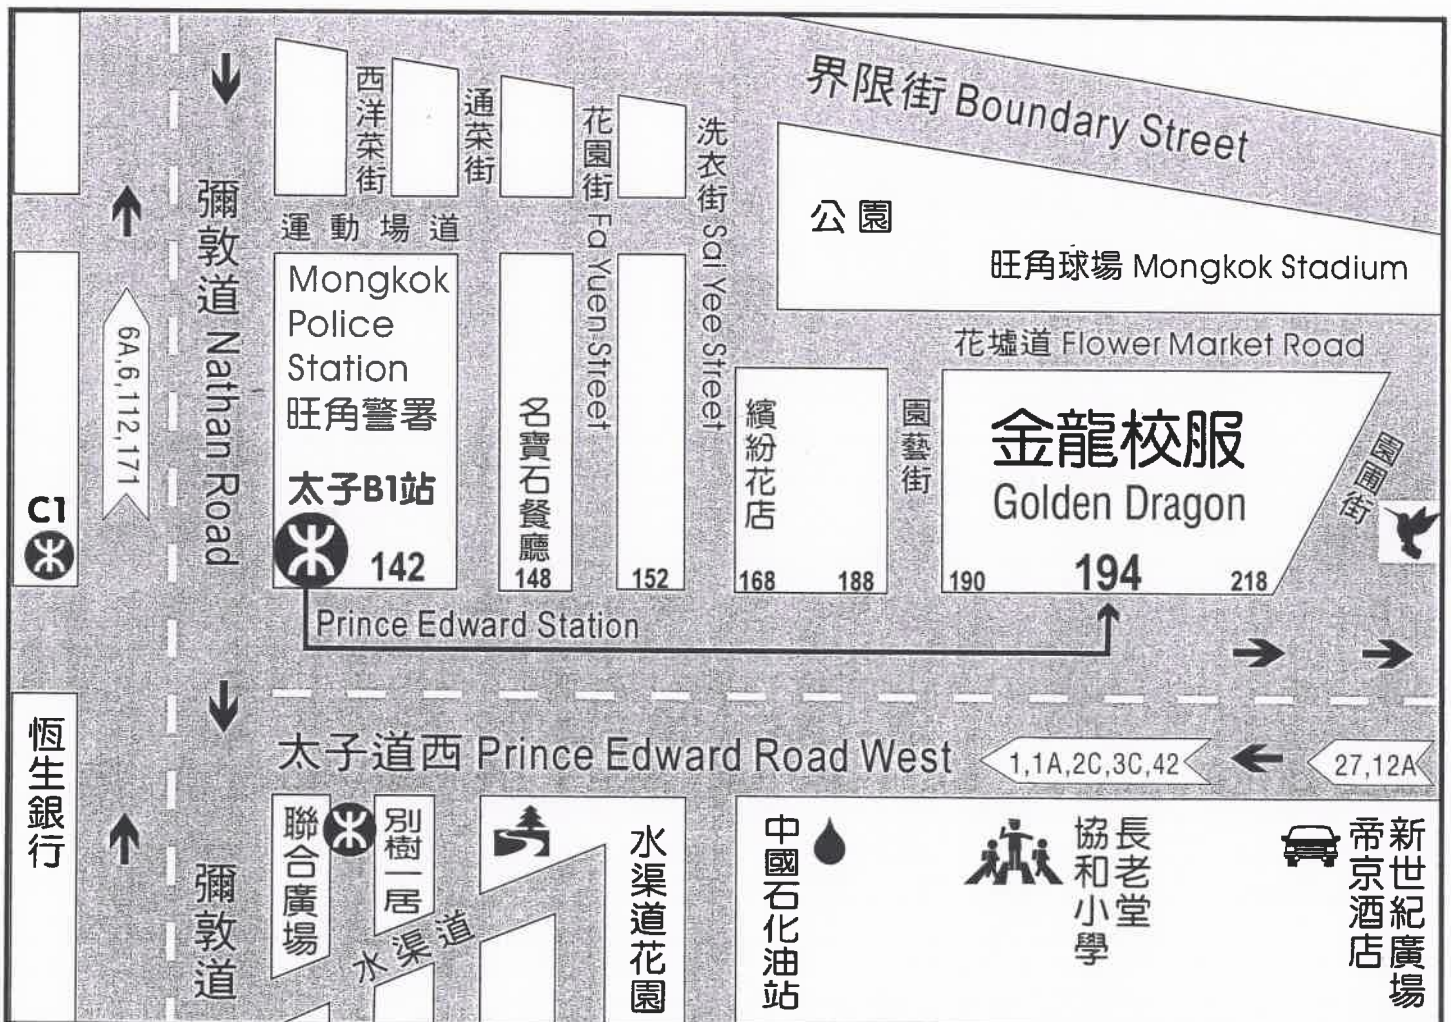 界限街 Boundary Street
西洋菜街
通菜街
花園街 Fa Yuen Street
洗衣街 Sai Yee Street
彌敦道 Nathan Road
運動場道
公園
旺角球場 Mongkok Stadium
花墟道 Flower Market Road
6A,6,112,171
Mongkok
Police
Station
旺角警署
太子B1站
142
C1
名寶石餐廳
148
152
繽紛花店
168
188
園藝街
金龍校服
Golden Dragon
190
194
218
園圃街
Prince Edward Station
太子道西 Prince Edward Road West
1,1A,2C,3C,42
27,12A
恆生銀行
彌敦道
聯合廣場
別樹一居
水渠道
水渠道花園
中國石化油站
長老堂
協和小學
新世紀廣場
帝京酒店